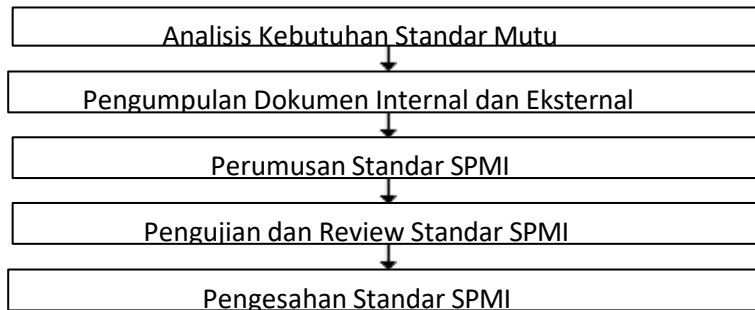 Analisis Kebutuhan Standar Mutu
Pengumpulan Dokumen Internal dan Eksternal
Perumusan Standar SPMI
Pengujian dan Review Standar SPMI
Pengesahan Standar SPMI